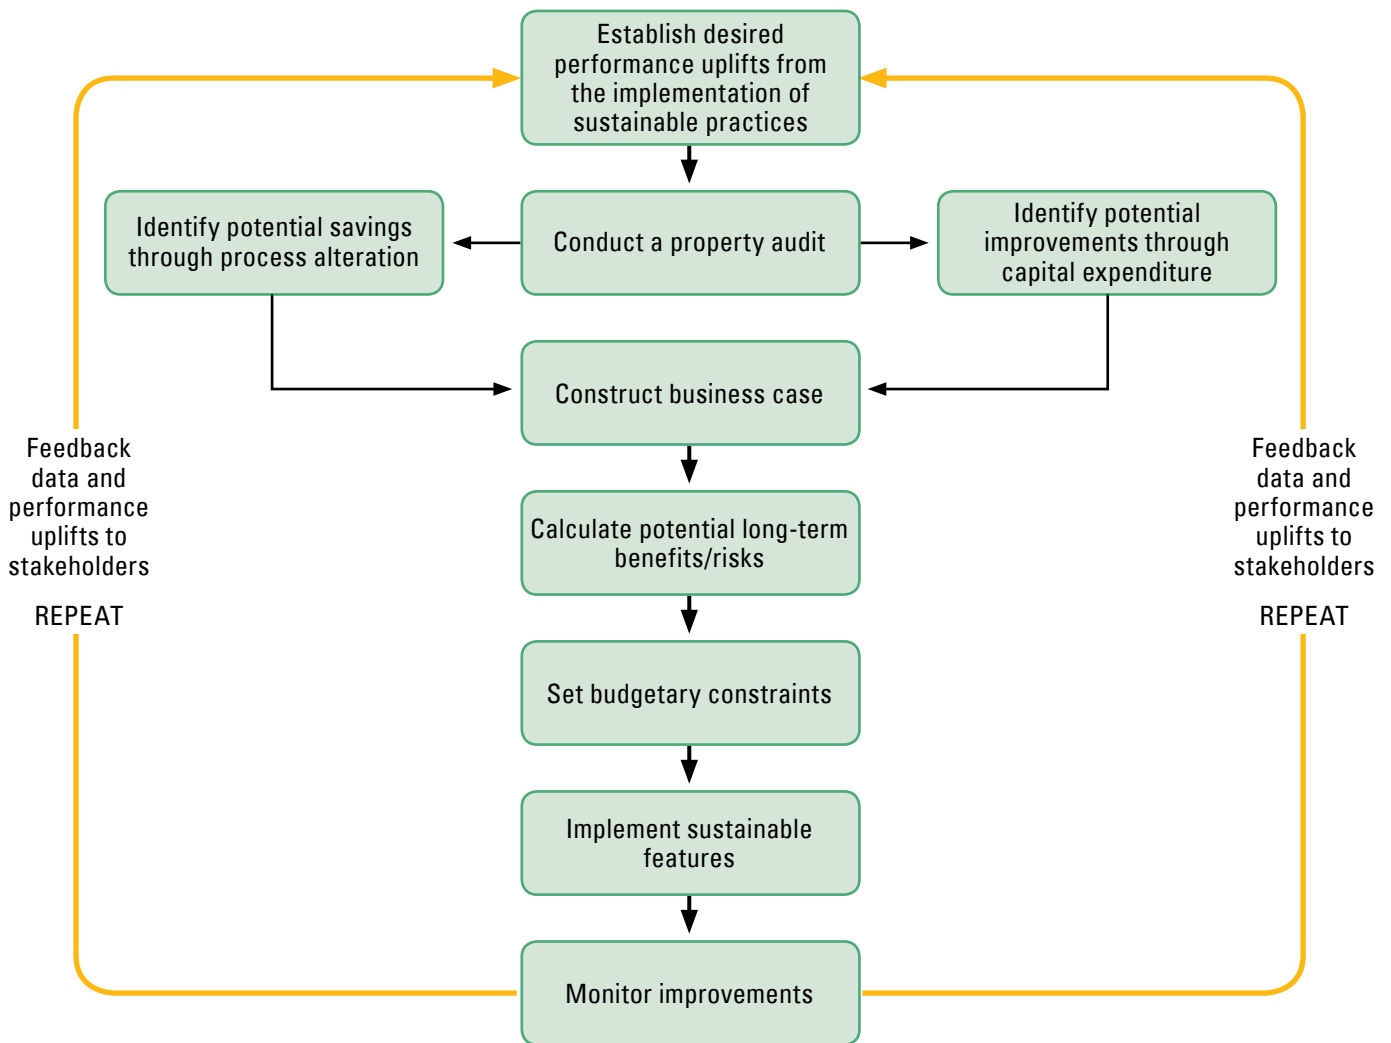 Establish desired
performance uplifts from
the implementation of
sustainable practices
Identify potential savings
through process alteration
Conduct a property audit
Identify potential
improvements through
capital expenditure
Construct business case
Feedback
data and
performance
uplifts to
stakeholders
REPEAT
Feedback
data and
performance
uplifts to
stakeholders
REPEAT
Calculate potential long-term
benefits/risks
Set budgetary constraints
Implement sustainable
features
Monitor improvements